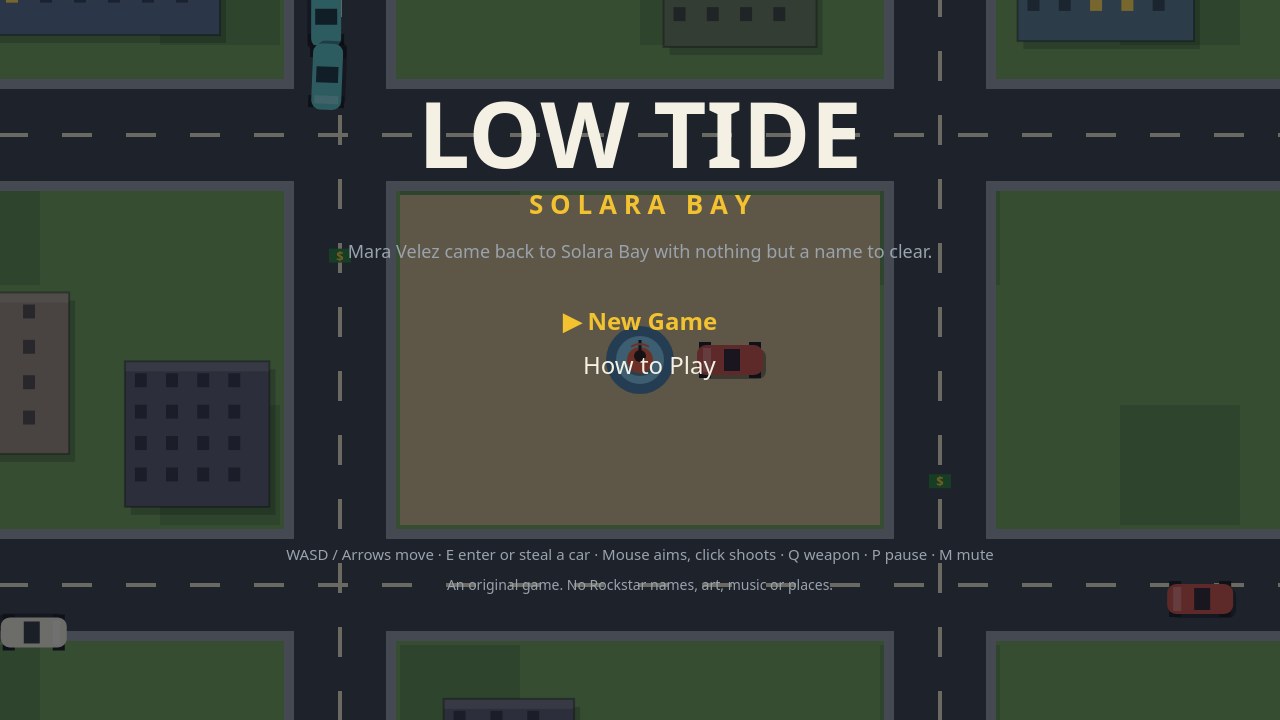 LOW TIDE
SOLARA BAY
$ Mara Velez came back to Solara Bay with nothing but a name to clear.
▶ New Game
How to Play
$
WASD / Arrows move · E enter or steal a car · Mouse aims, click shoots · Q weapon · P pause · M mute
An original game. No Rockstar names, art, music or places.